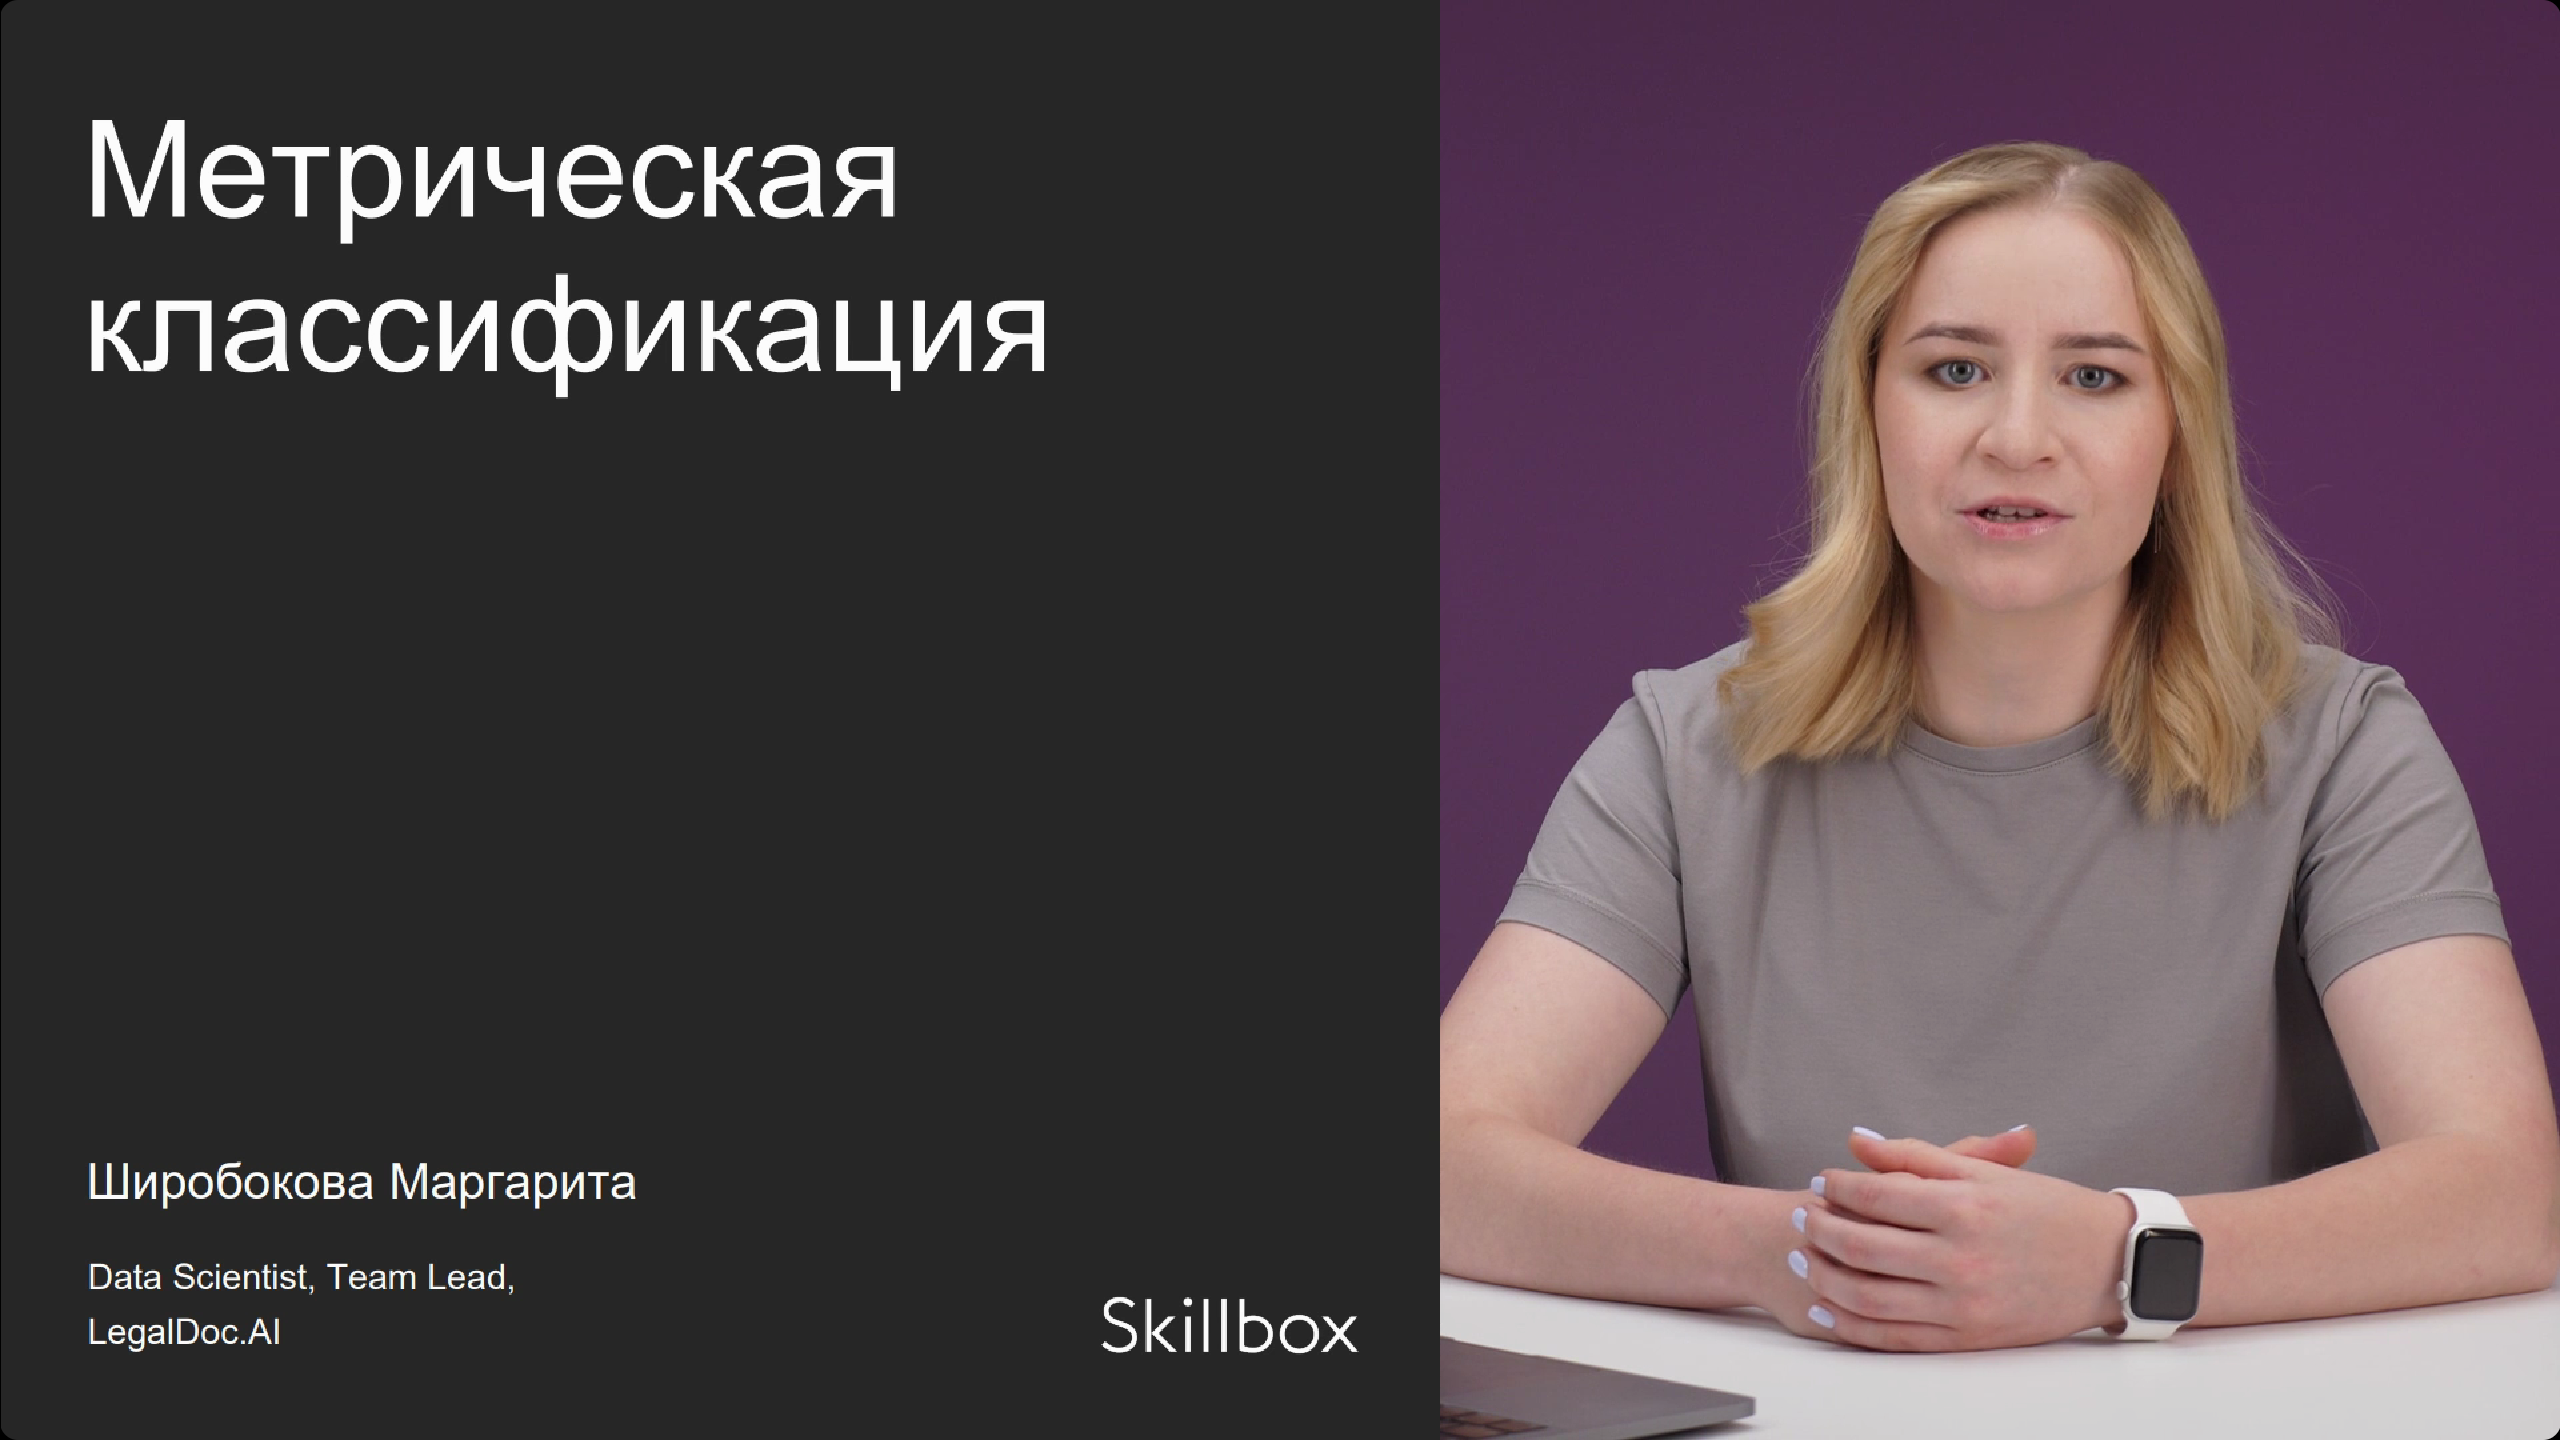 Метрическая
классификация
Широбокова Маргарита
Data Scientist, Team Lead,
LegalDoc.AI
Skillbox